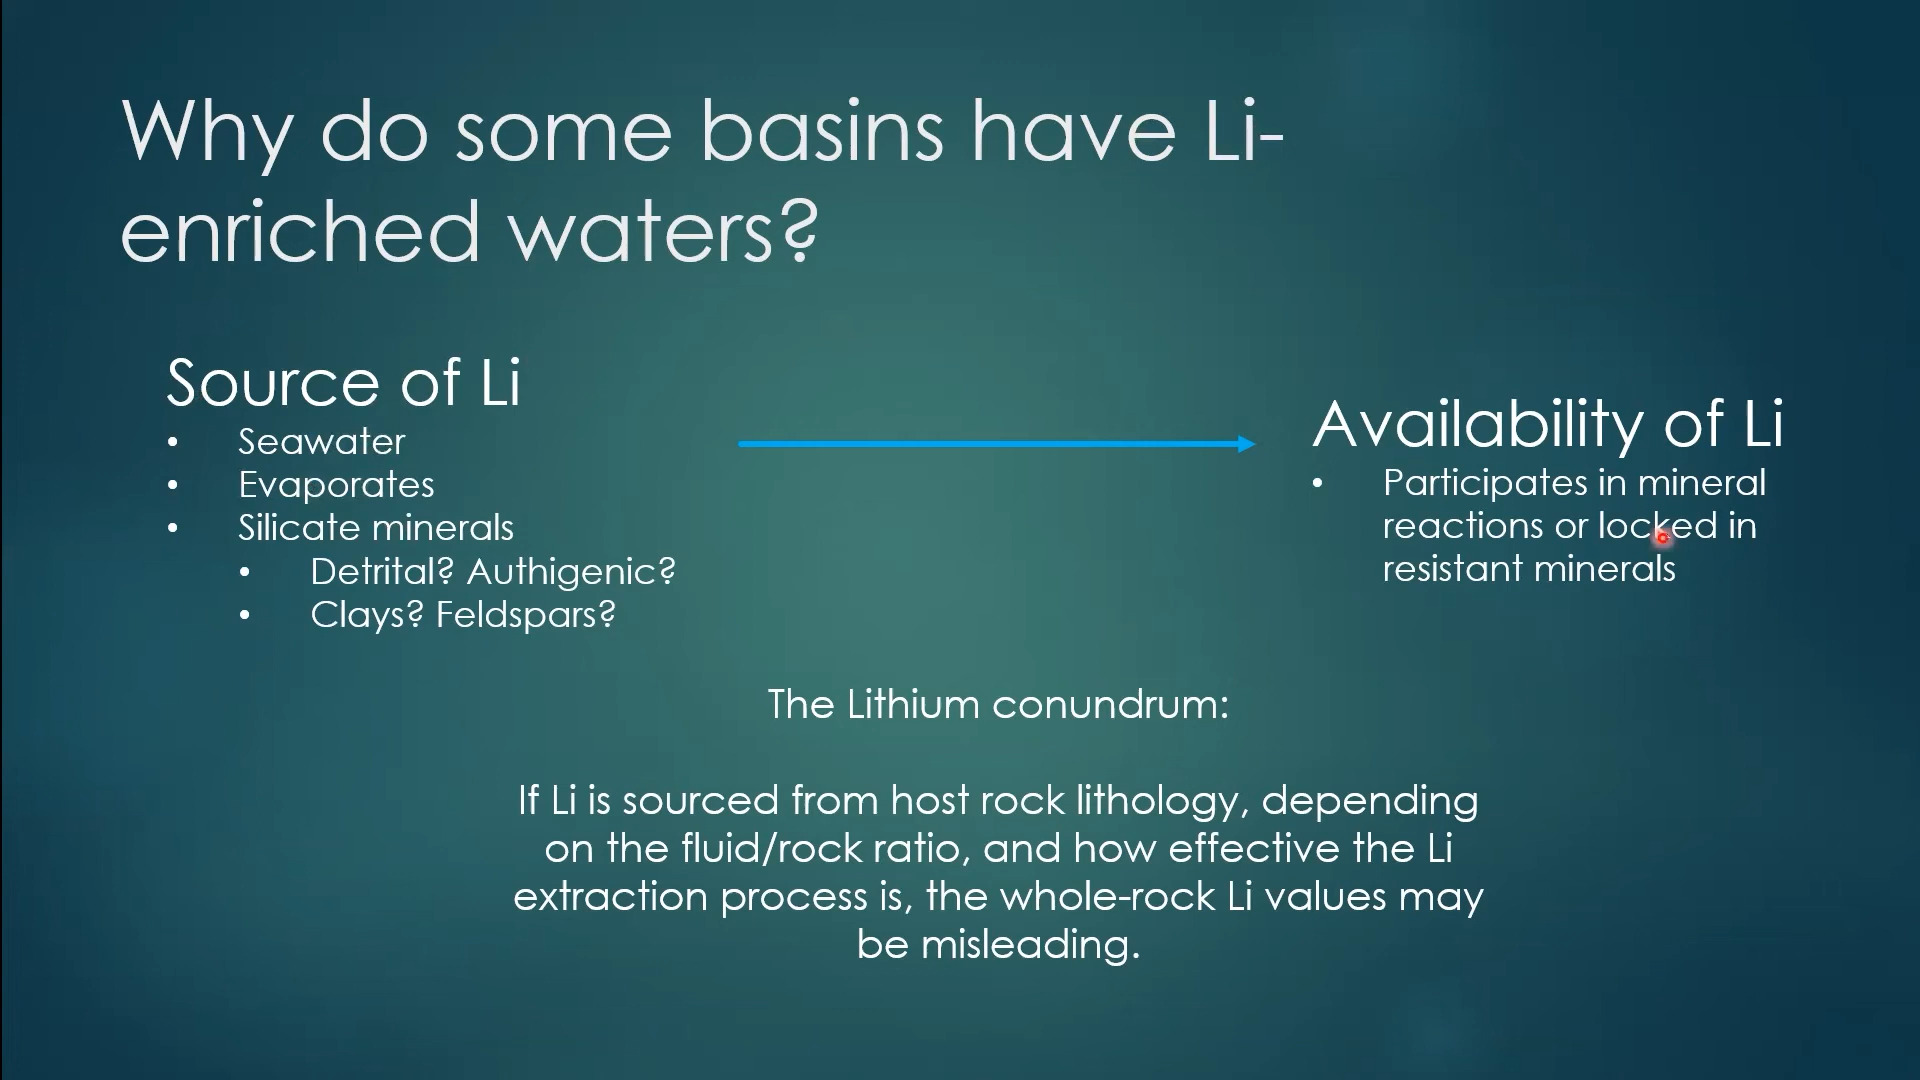 Why do some basins have Li-
enriched waters?
Source of Li
• Seawater
• Evaporates
• Silicate minerals
• Detrital? Authigenic?
• Clays? Feldspars?
Availability of Li
• Participates in mineral
reactions or locked in
resistant minerals
The Lithium conundrum:
If Li is sourced from host rock lithology, depending
on the fluid/rock ratio, and how effective the Li
extraction process is, the whole-rock Li values may
be misleading.